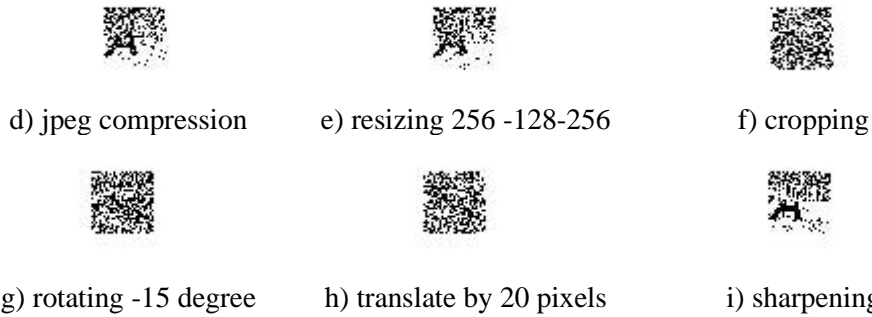 d) jpeg compression e) resizing 256 -128-256 f) cropping
g) rotating -15 degree h) translate by 20 pixels i) sharpening